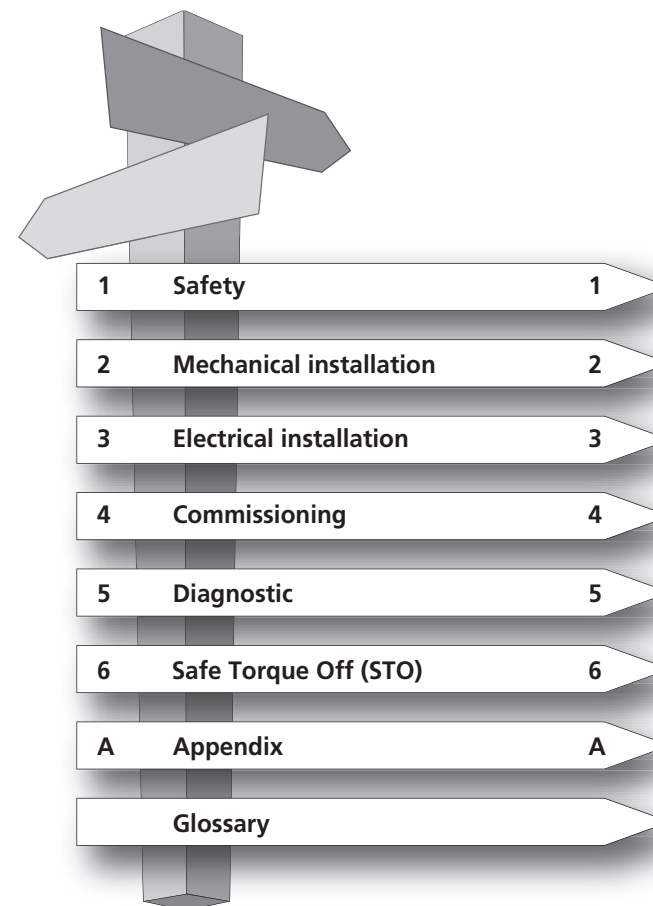 1 Safety 1
2 Mechanical installation 2
3 Electrical installation 3
4 Commissioning 4
5 Diagnostic 5
6 Safe Torque Off (STO) 6
A Appendix A
Glossary